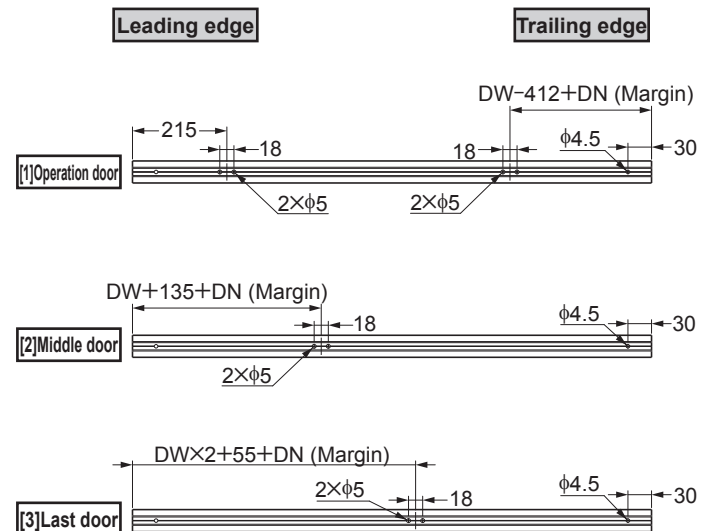 Leading edge
Trailing edge
DW−412+DN (Margin)
215
18
18
ϕ4.5
30
[1]Operation door
2×ϕ5
2×ϕ5
DW+135+DN (Margin)
18
ϕ4.5
30
[2]Middle door
2×ϕ5
DW×2+55+DN (Margin)
2×ϕ5
18
ϕ4.5
30
[3]Last door